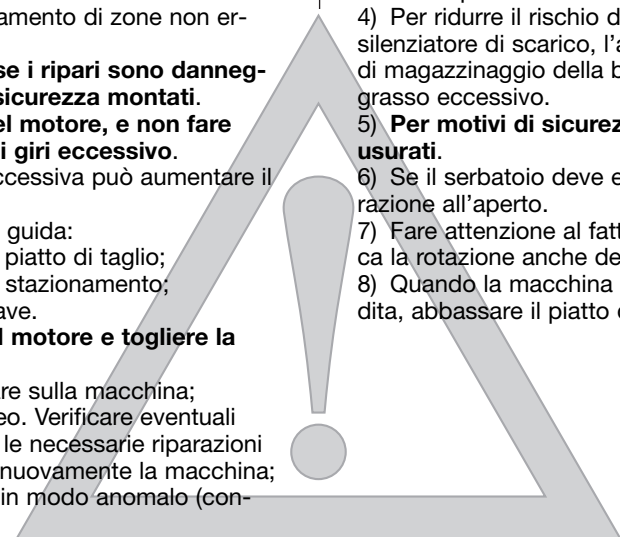 amento di zone non er-
se i ripari sono danneg-
sicurezza montati.
el motore, e non fare
i giri eccessivo.
ccessiva può aumentare il
guida:
piatto di taglio;
stazionamento;
ave.
l motore e togliere la
are sulla macchina;
eo. Verificare eventuali
le necessarie riparazioni
nuovamente la macchina;
in modo anomalo (con-
4) Per ridurre il rischio d
silenziatore di scarico, l'a
di magazzinaggio della b
grasso eccessivo.
5) Per motivi di sicurez
usurati.
6) Se il serbatoio deve e
razione all'aperto.
7) Fare attenzione al fatt
ca la rotazione anche de
8) Quando la macchina
dita, abbassare il piatto